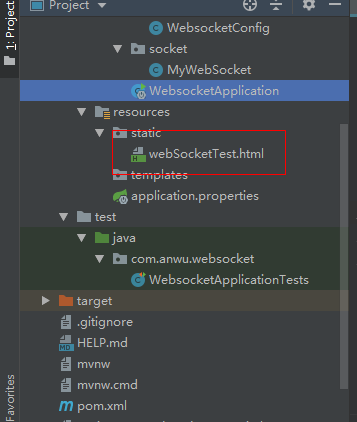 1: Project
Project
WebsocketConfig
socket
MyWebSocket
WebsocketApplication
resources
static
webSocketTest.html
templates
application.properties
test
java
com.anwu.websocket
WebsocketApplicationTests
target
.gitignore
HELP.md
mvnw
mvnw.cmd
pom.xml
Favorites